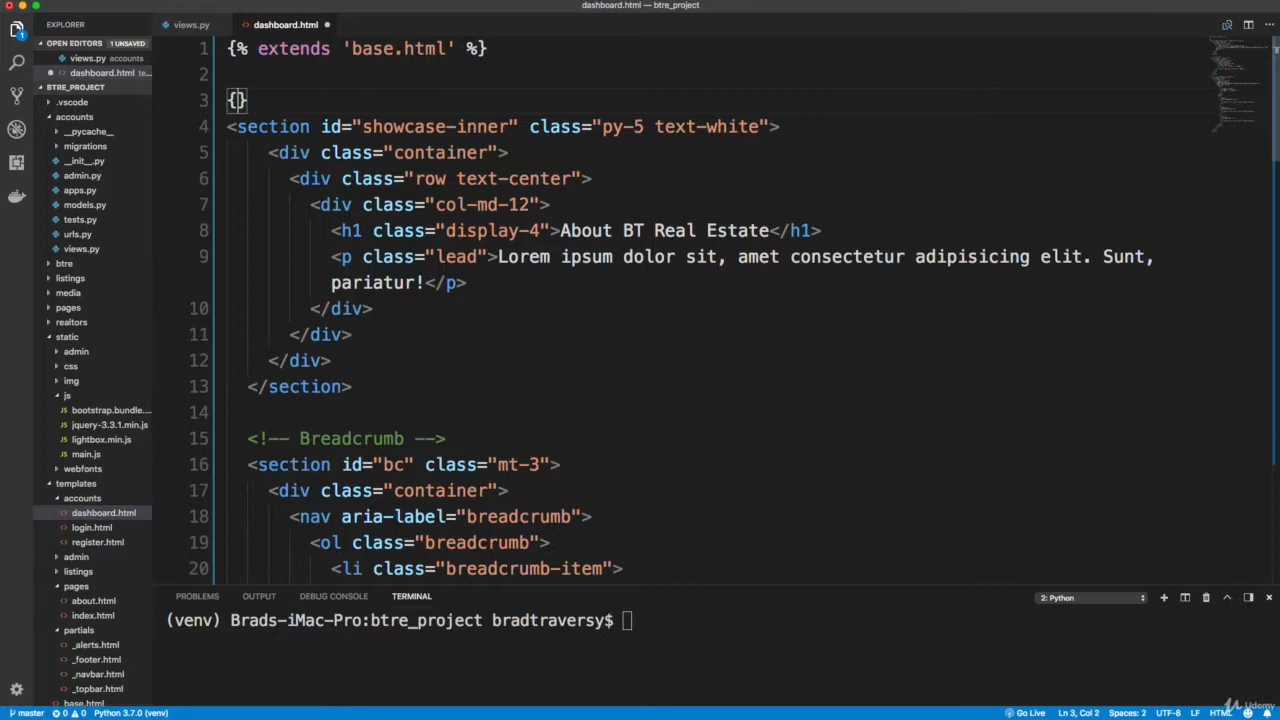 dashboard.html — btre_project
EXPLORER
views.py
dashboard.html
OPEN EDITORS 1 UNSAVED
views.py accounts
dashboard.html te...
BTRE_PROJECT
.vscode
accounts
__pycache__
migrations
__init__.py
admin.py
apps.py
models.py
tests.py
urls.py
views.py
btre
listings
media
pages
realtors
static
admin
css
img
js
bootstrap.bundle....
jquery-3.3.1.min.js
lightbox.min.js
main.js
webfonts
templates
accounts
dashboard.html
login.html
register.html
admin
listings
pages
about.html
index.html
partials
_alerts.html
_footer.html
_navbar.html
_topbar.html
base.html
1 {% extends 'base.html' %}
2
3 {}
4 <section id="showcase-inner" class="py-5 text-white">
5 <div class="container">
6 <div class="row text-center">
7 <div class="col-md-12">
8 <h1 class="display-4">About BT Real Estate</h1>
9 <p class="lead">Lorem ipsum dolor sit, amet consectetur adipisicing elit. Sunt,
pariatur!</p>
10 </div>
11 </div>
12 </div>
13 </section>
14
15 <!-- Breadcrumb -->
16 <section id="bc" class="mt-3">
17 <div class="container">
18 <nav aria-label="breadcrumb">
19 <ol class="breadcrumb">
20 <li class="breadcrumb-item">
PROBLEMS OUTPUT DEBUG CONSOLE TERMINAL 2: Python
(venv) Brads-iMac-Pro:btre_project bradtraversy$
master 0 0 Python 3.7.0 (venv) Go Live Ln 3, Col 2 Spaces: 2 UTF-8 LF HTML
Udemy